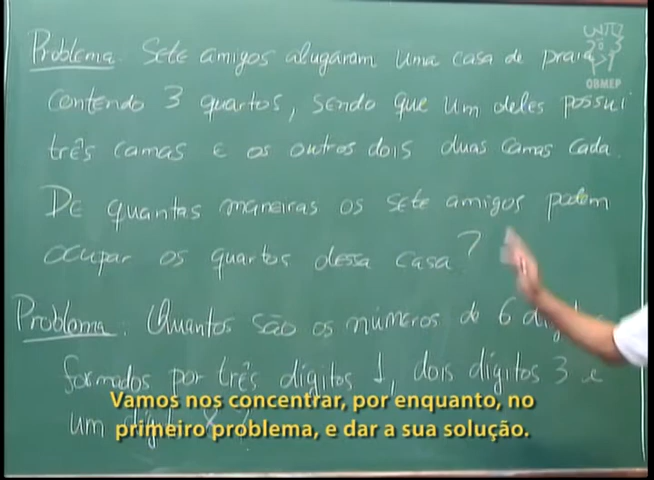 Problema. Sete amigos alugaram uma casa de praia
contendo 3 quartos, sendo que um deles possui
três camas e os outros dois duas camas cada.
De quantas maneiras os sete amigos podem
ocupar os quartos dessa casa?
Problema. Quantos são os números de 6
formados por três dígitos 1, dois dígitos 3 e
um
OBMEP
Vamos nos concentrar, por enquanto, no
primeiro problema, e dar a sua solução.